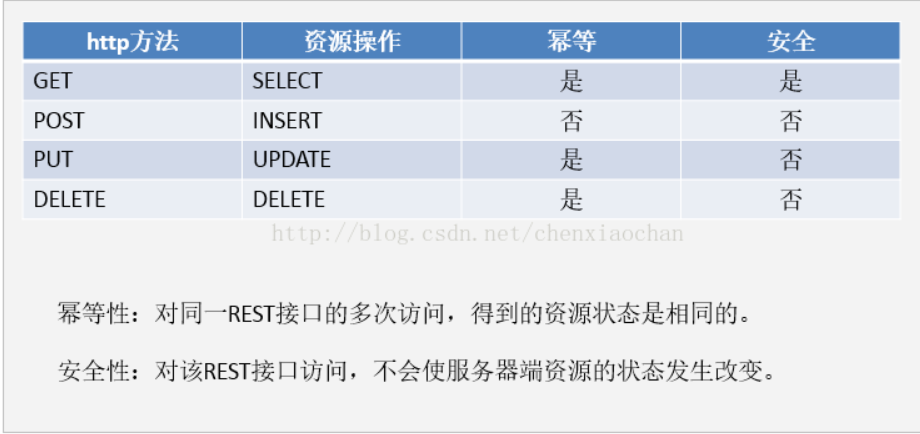 http方法 资源操作 幂等 安全
GET SELECT 是 是
POST INSERT 否 否
PUT UPDATE 是 否
DELETE DELETE 是 否
http://blog.csdn.net/chenxiaochan
幂等性：对同一REST接口的多次访问，得到的资源状态是相同的。
安全性：对该REST接口访问，不会使服务器端资源的状态发生改变。